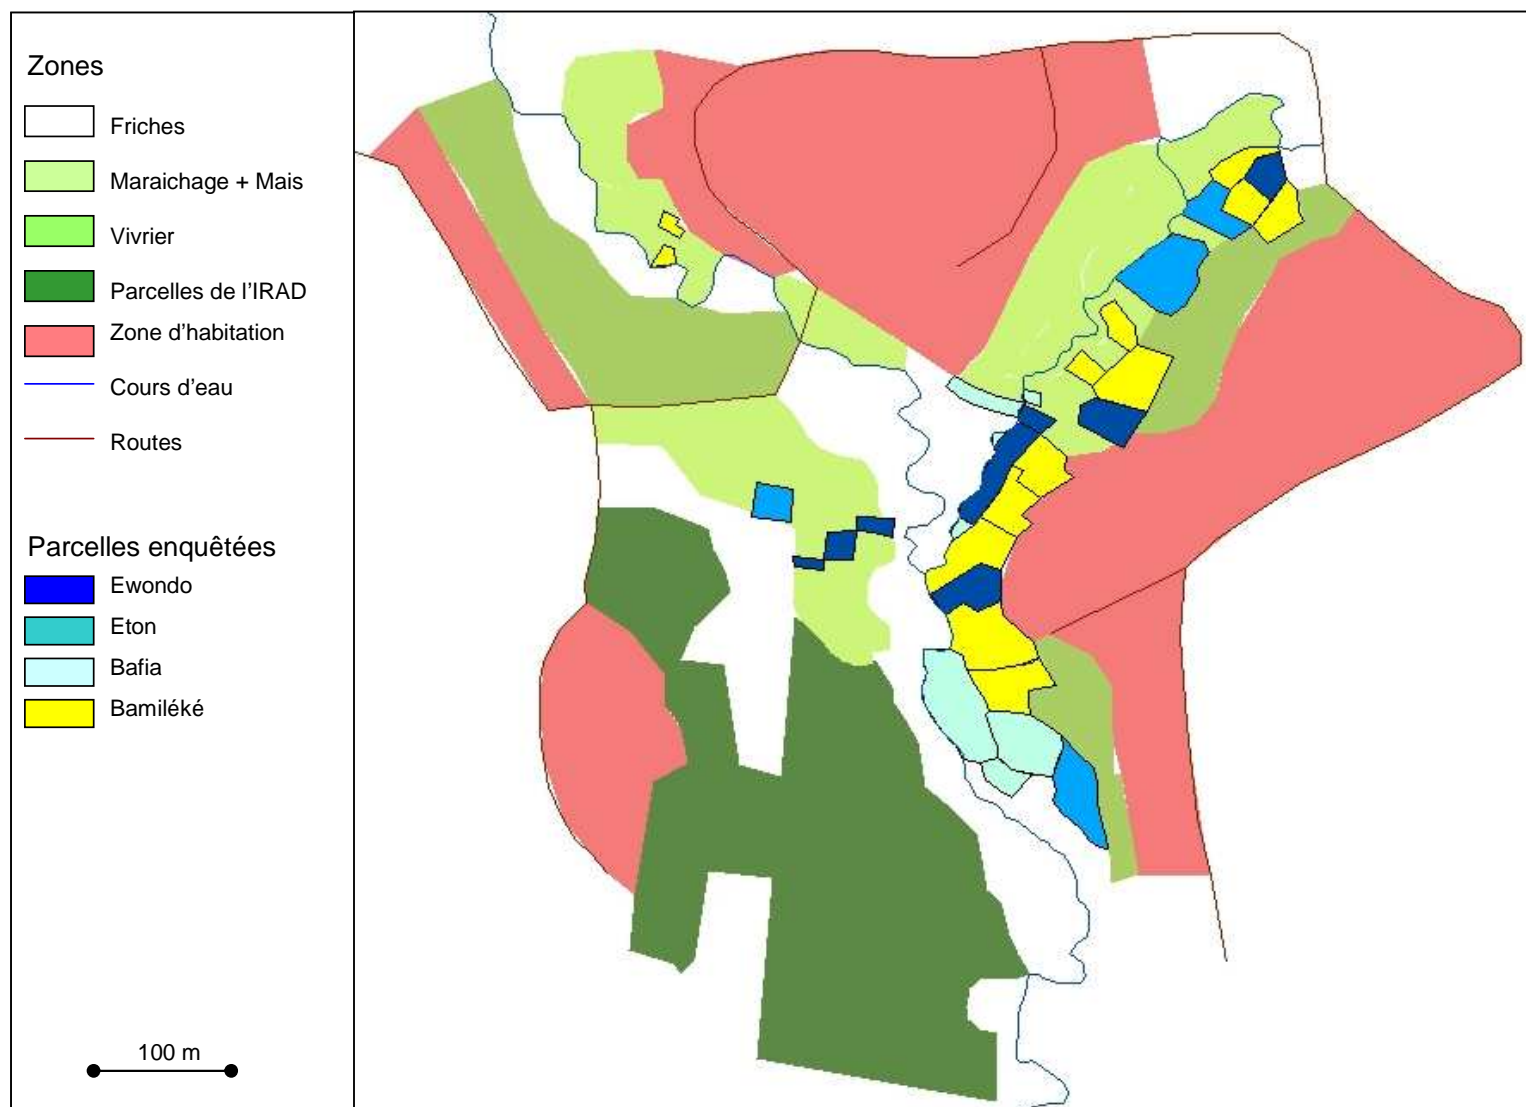 Zones
Friches
Maraichage + Mais
Vivrier
Parcelles de l'IRAD
Zone d'habitation
Cours d'eau
Routes
Parcelles enquêtées
Ewondo
Eton
Bafia
Bamiléké
100 m